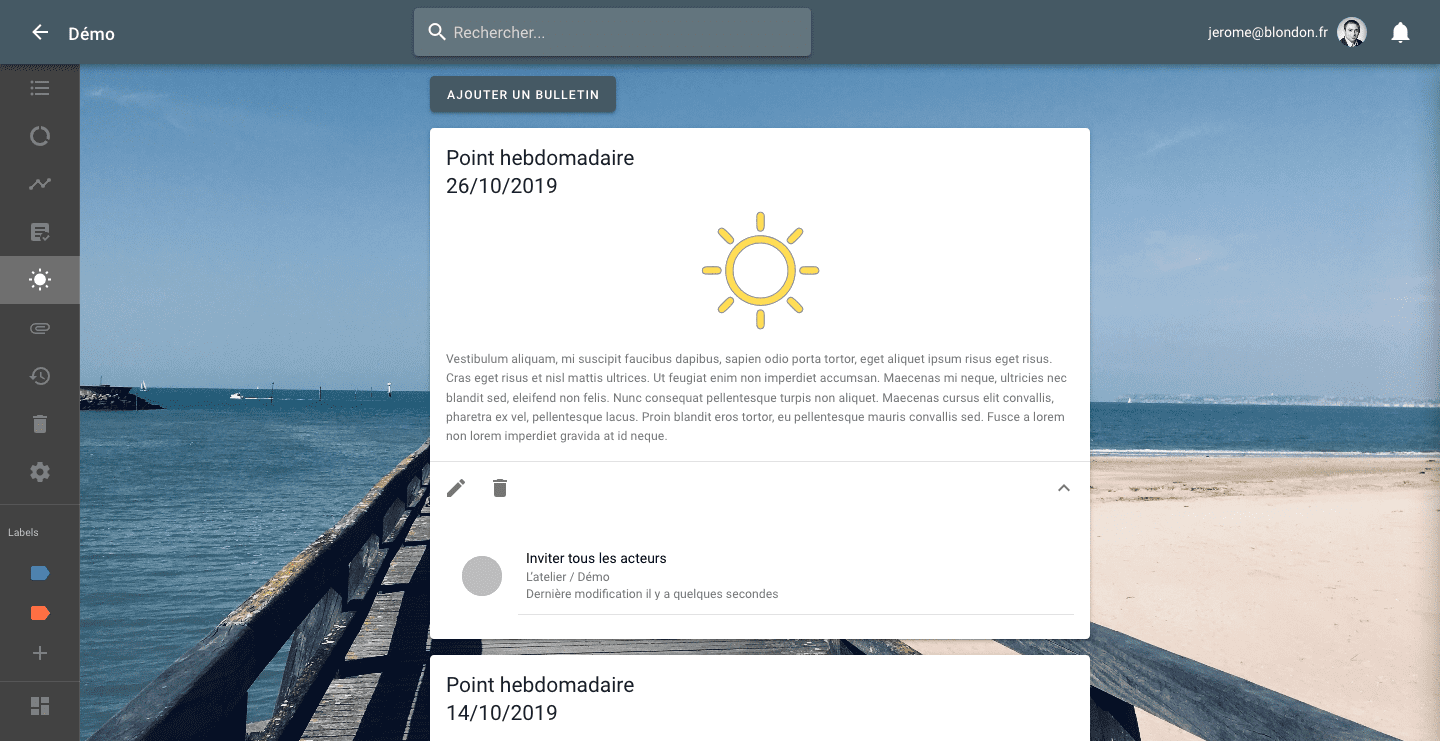 Démo
Rechercher...
jerome@blondon.fr
AJOUTER UN BULLETIN
Point hebdomadaire
26/10/2019
Vestibulum aliquam, mi suscipit faucibus dapibus, sapien odio porta tortor, eget aliquet ipsum risus eget risus.
Cras eget risus et nisl mattis ultrices. Ut feugiat enim non imperdiet accumsan. Maecenas mi neque, ultricies nec
blandit sed, eleifend non felis. Nunc consequat pellentesque turpis non aliquet. Maecenas cursus elit convallis,
pharetra ex vel, pellentesque lacus. Proin blandit eros tortor, eu pellentesque mauris convallis sed. Fusce a lorem
non lorem imperdiet gravida at id neque.
Labels
Inviter tous les acteurs
L'atelier / Démo
Dernière modification il y a quelques secondes
Point hebdomadaire
14/10/2019